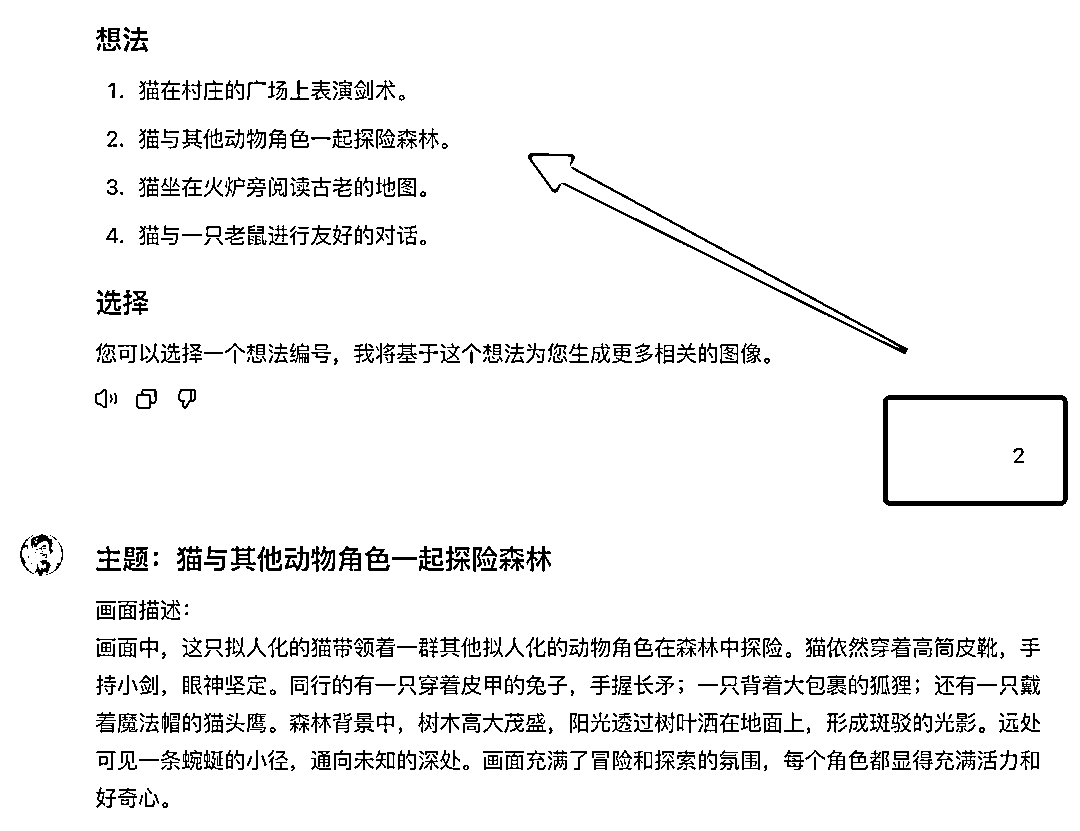 想法
1. 猫在村庄的广场上表演剑术。
2. 猫与其他动物角色一起探险森林。
3. 猫坐在火炉旁阅读古老的地图。
4. 猫与一只老鼠进行友好的对话。
选择
您可以选择一个想法编号，我将基于这个想法为您生成更多相关的图像。
2
主题：猫与其他动物角色一起探险森林
画面描述：
画面中，这只拟人化的猫带领着一群其他拟人化的动物角色在森林中探险。猫依然穿着高筒皮靴，手
持小剑，眼神坚定。同行的有一只穿着皮甲的兔子，手握长矛；一只背着大包裹的狐狸；还有一只戴
着魔法帽的猫头鹰。森林背景中，树木高大茂盛，阳光透过树叶洒在地面上，形成斑驳的光影。远处
可见一条蜿蜒的小径，通向未知的深处。画面充满了冒险和探索的氛围，每个角色都显得充满活力和
好奇心。